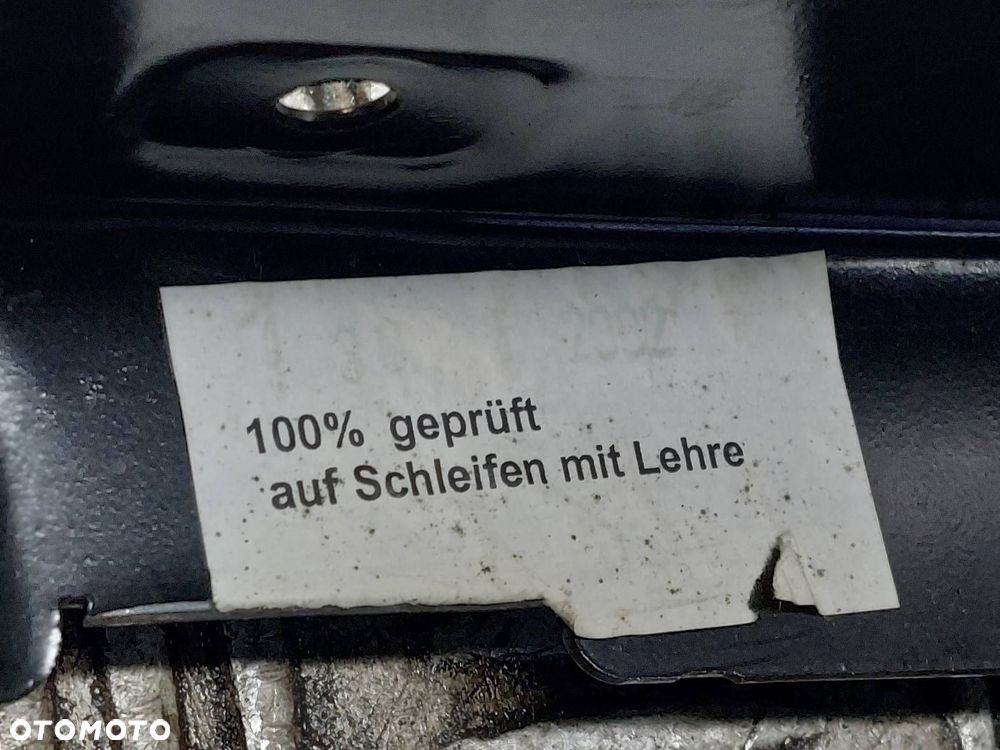 100% geprüft
auf Schleifen mit Lehre
OTOMOTO